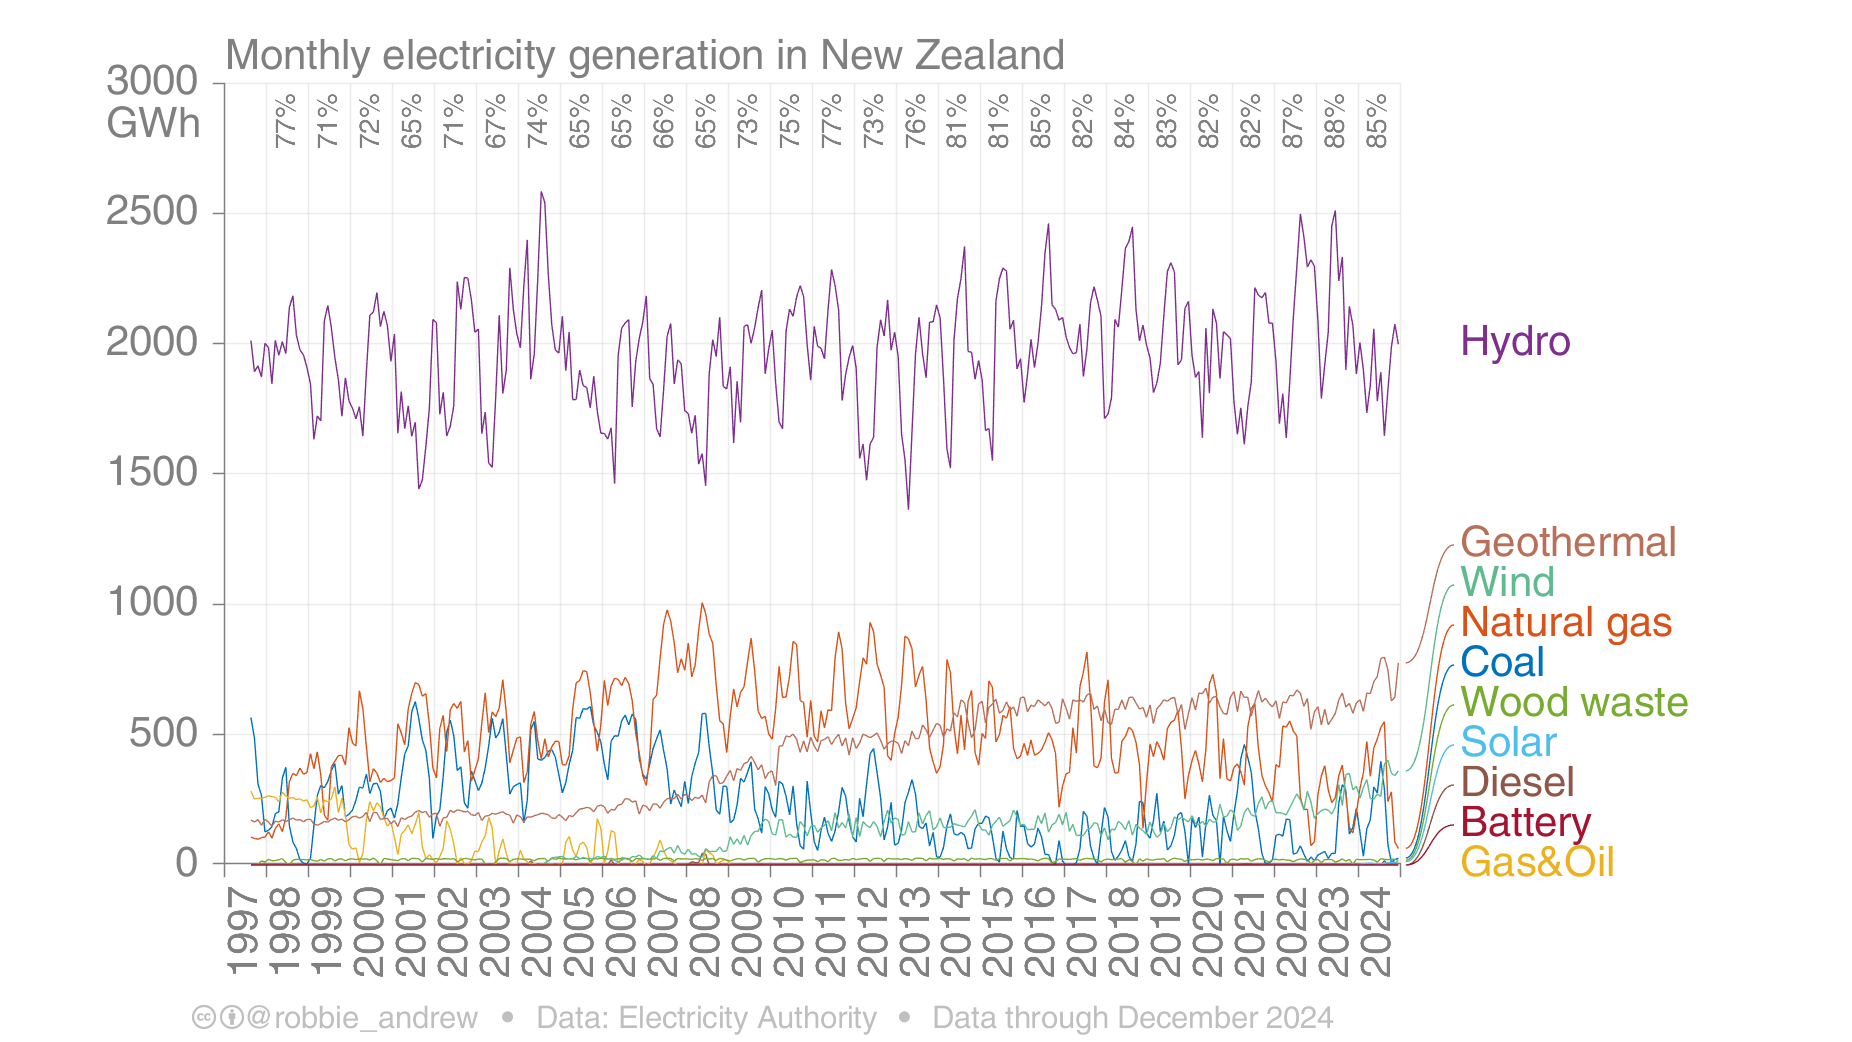 Monthly electricity generation in New Zealand
3000
GWh
77% 71% 72% 65% 71% 67% 74% 65% 65% 66% 65% 73% 75% 77% 73% 76% 81% 81% 85% 82% 84% 83% 82% 82% 87% 88% 85%
2500
2000
1500
1000
500
0
Hydro
Geothermal
Wind
Natural gas
Coal
Wood waste
Solar
Diesel
Battery
Gas&Oil
1997 1998 1999 2000 2001 2002 2003 2004 2005 2006 2007 2008 2009 2010 2011 2012 2013 2014 2015 2016 2017 2018 2019 2020 2021 2022 2023 2024
cc @robbie_andrew • Data: Electricity Authority • Data through December 2024